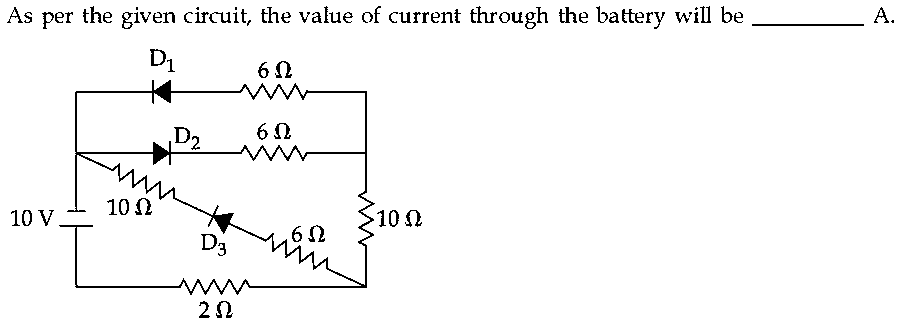 As per the given circuit, the value of current through the battery will be __________ A.
D₁
6 Ω
D₂
6 Ω
10 Ω
10 V
10 Ω
D₃
6 Ω
2 Ω